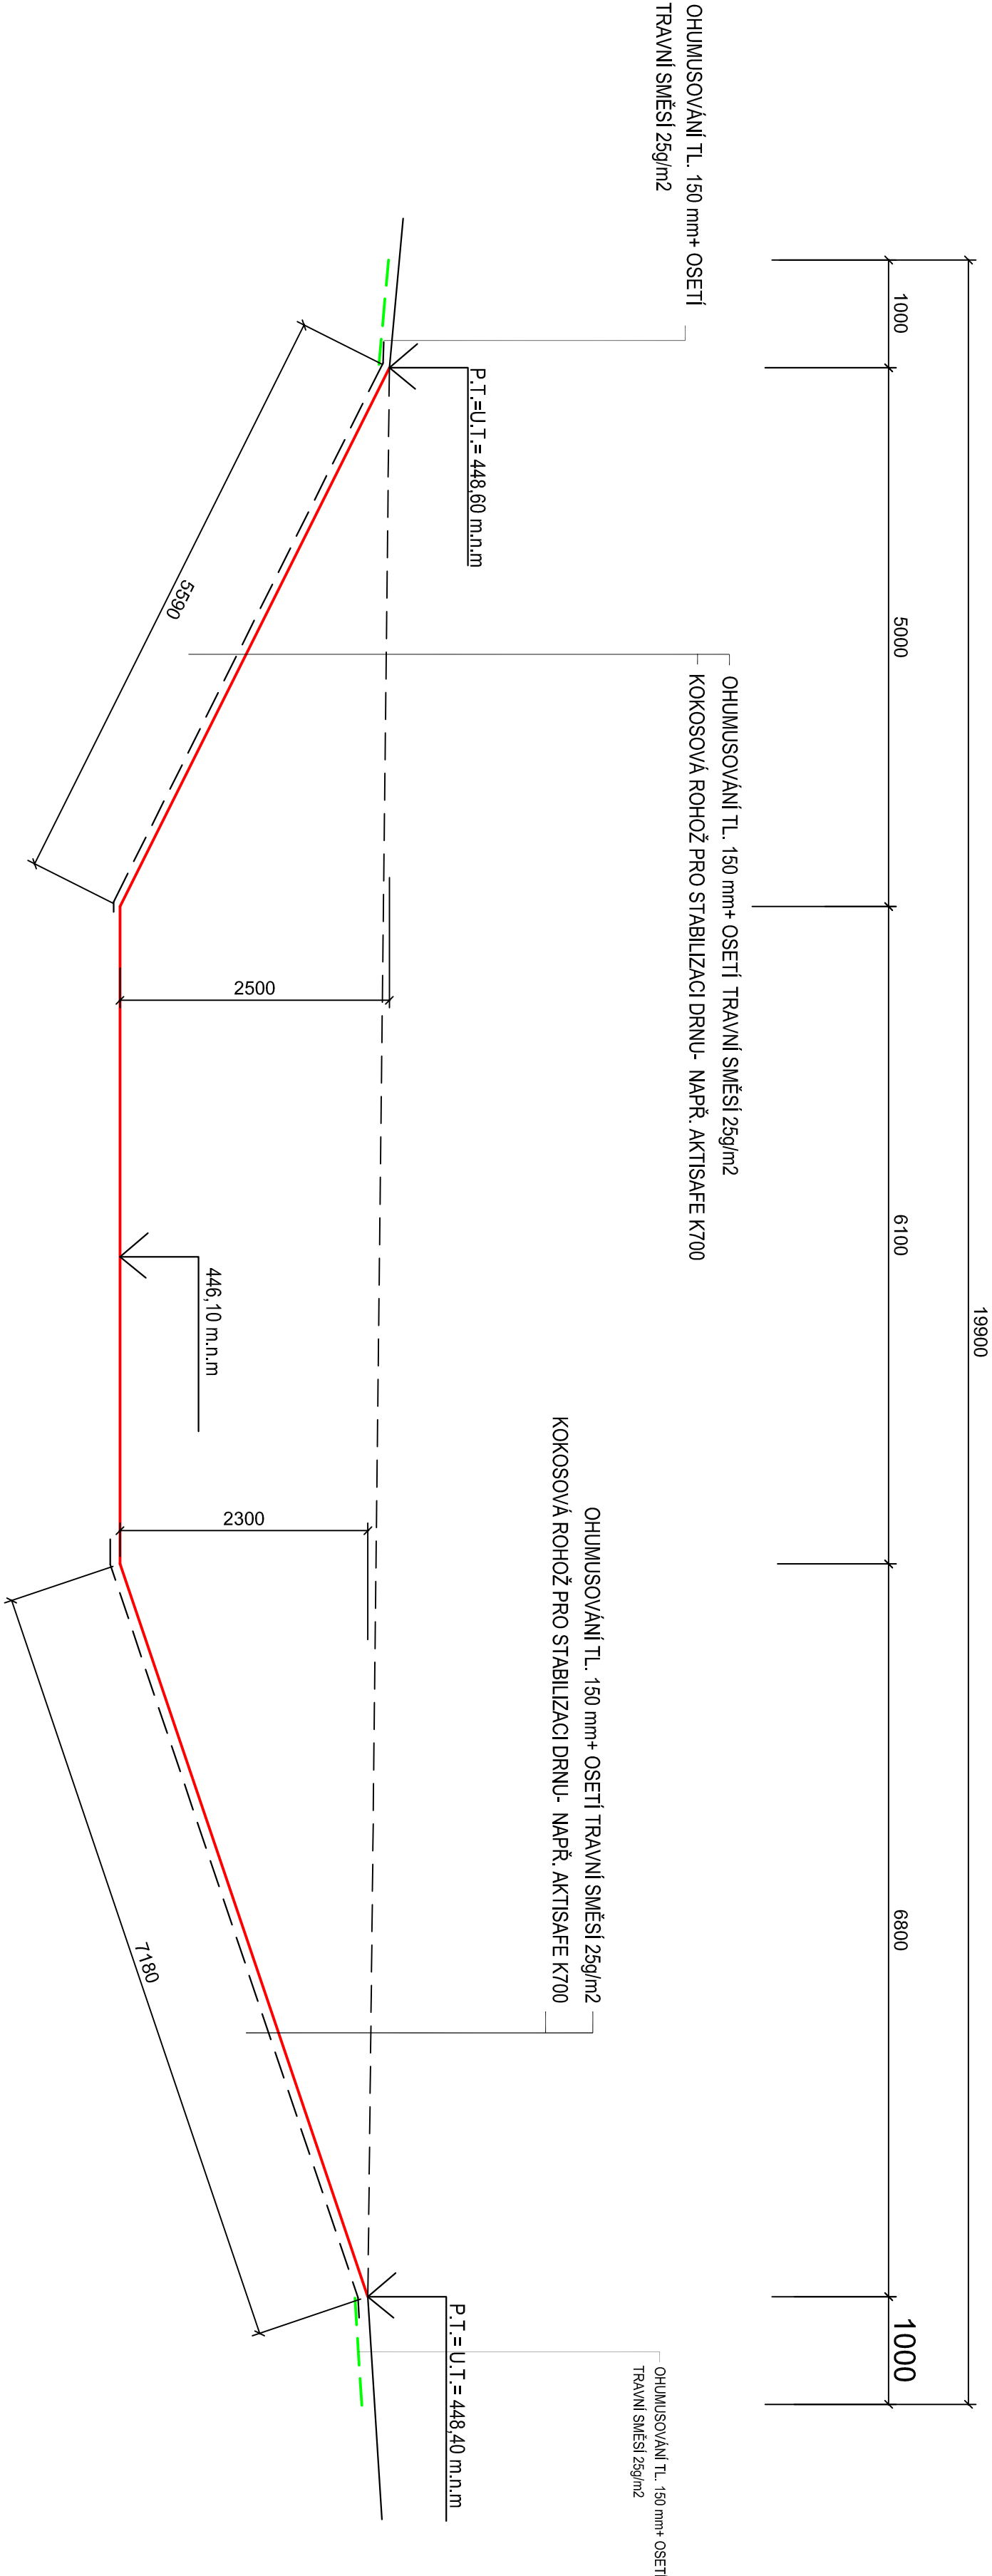 19900
1000
5000
6100
6800
1000
OHUMUSOVÁNÍ TL. 150 mm+ OSETÍ
TRAVNÍ SMĚSÍ 25g/m2
OHUMUSOVÁNÍ TL. 150 mm+ OSETÍ TRAVNÍ SMĚSÍ 25g/m2
KOKOSOVÁ ROHOŽ PRO STABILIZACI DRNU- NAPŘ. AKTISAFE K700
OHUMUSOVÁNÍ TL. 150 mm+ OSETÍ TRAVNÍ SMĚSÍ 25g/m2
KOKOSOVÁ ROHOŽ PRO STABILIZACI DRNU- NAPŘ. AKTISAFE K700
OHUMUSOVÁNÍ TL. 150 mm+ OSETÍ
TRAVNÍ SMĚSÍ 25g/m2
P.T.=U.T.= 448,60 m.n.m
P.T.= U.T.= 448,40 m.n.m
2500
2300
446,10 m.n.m
5590
7180